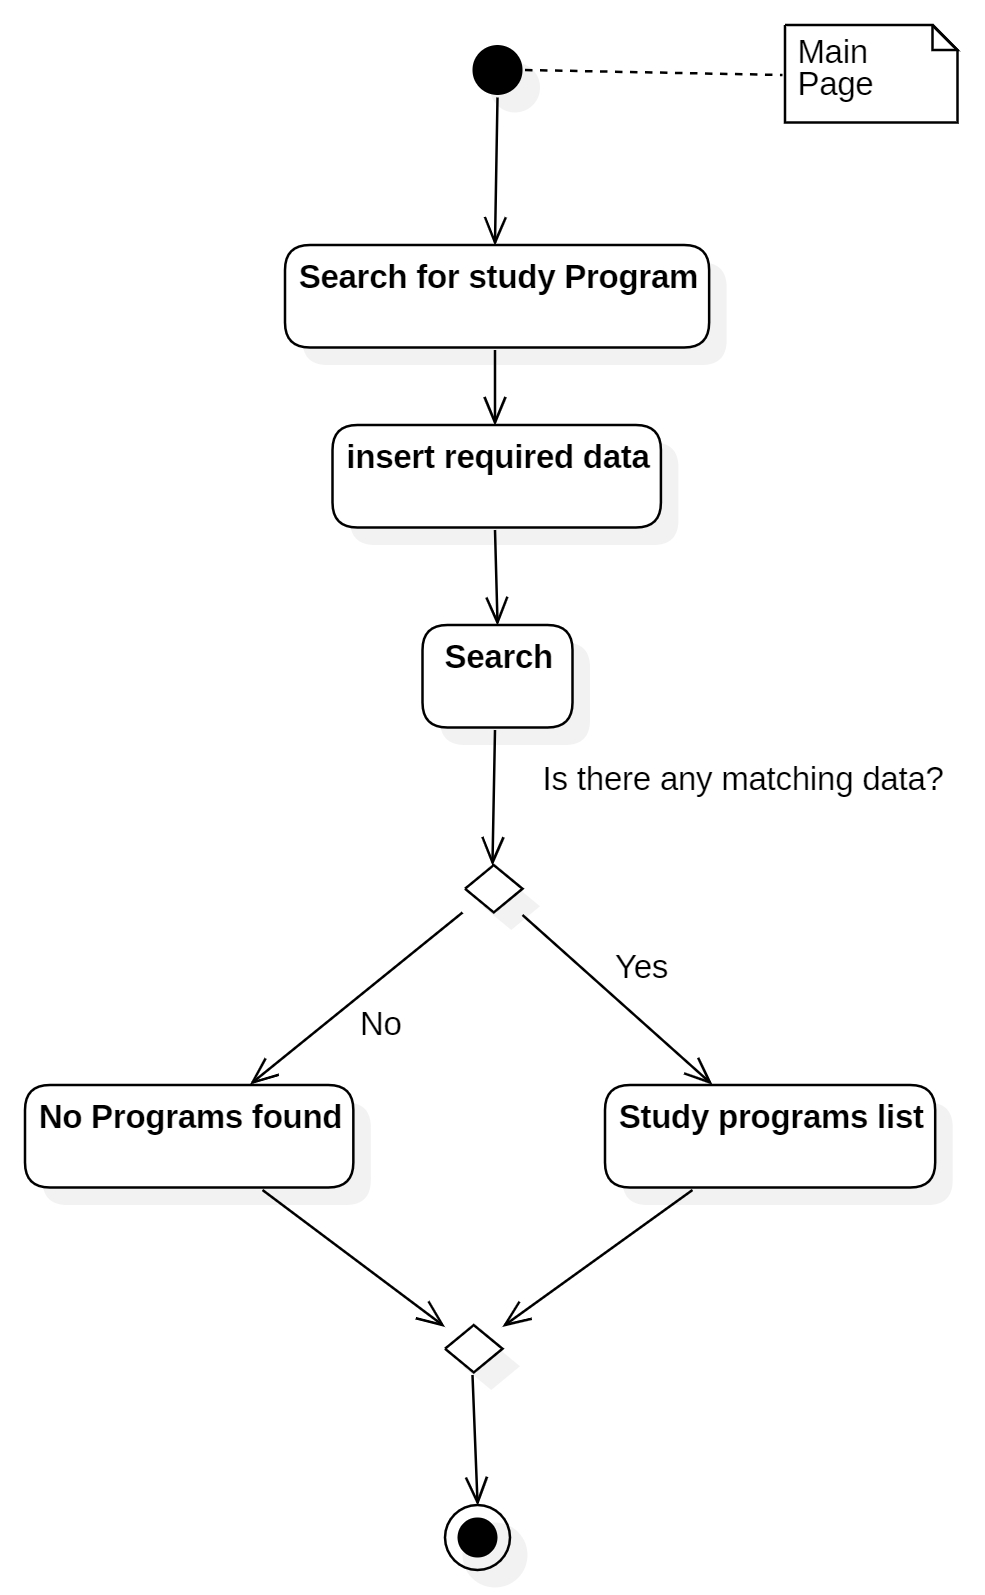 Main
Page
Search for study Program
insert required data
Search
Is there any matching data?
Yes
No
No Programs found
Study programs list